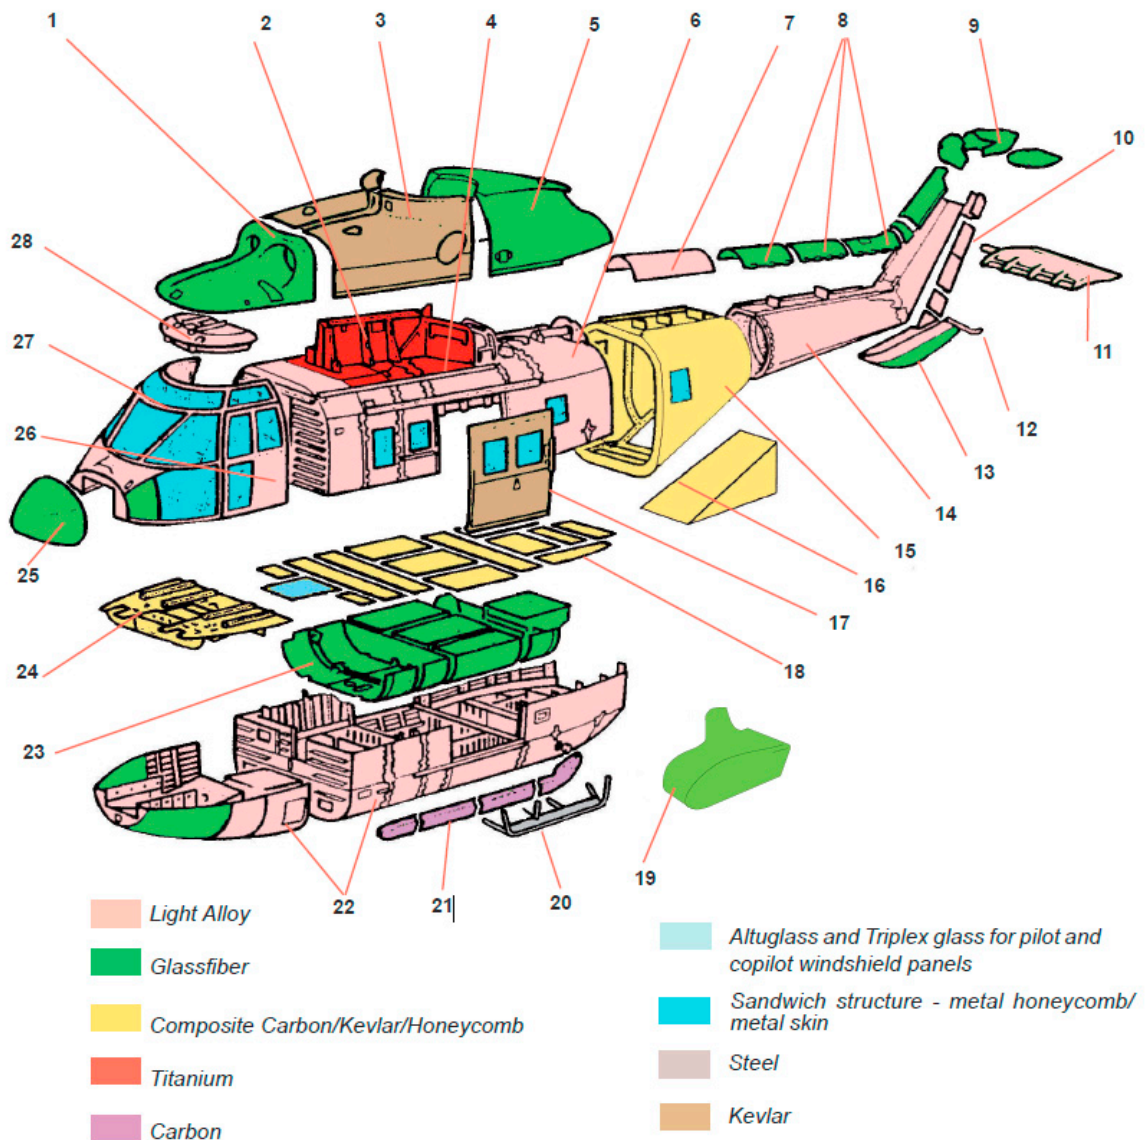 1 2 3 4 5 6 7 8 9
10
28
27
11
26
12
13
14
25
15
16
17
24
18
23
19
22 21 20
Light Alloy
Glassfiber
Composite Carbon/Kevlar/Honeycomb
Titanium
Carbon
Altuglass and Triplex glass for pilot and
copilot windshield panels
Sandwich structure - metal honeycomb/
metal skin
Steel
Kevlar